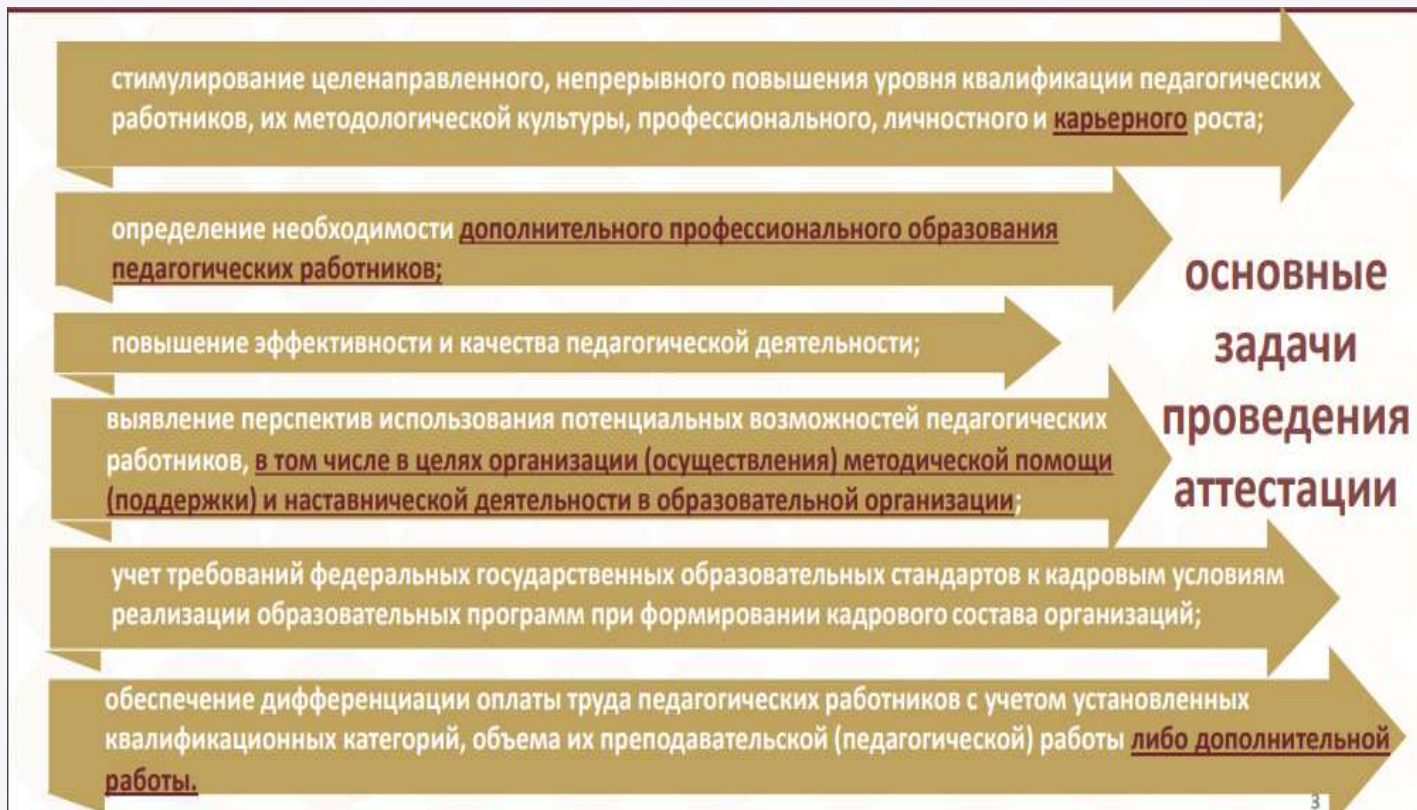 стимулирование целенаправленного, непрерывного повышения уровня квалификации педагогических
работников, их методологической культуры, профессионального, личностного и карьерного роста;
определение необходимости дополнительного профессионального образования
педагогических работников;
повышение эффективности и качества педагогической деятельности;
выявление перспектив использования потенциальных возможностей педагогических
работников, в том числе в целях организации (осуществления) методической помощи
(поддержки) и наставнической деятельности в образовательной организации;
учет требований федеральных государственных образовательных стандартов к кадровым условиям
реализации образовательных программ при формировании кадрового состава организаций;
обеспечение дифференциации оплаты труда педагогических работников с учетом установленных
квалификационных категорий, объема их преподавательской (педагогической) работы либо дополнительной
работы.
основные
задачи
проведения
аттестации
3